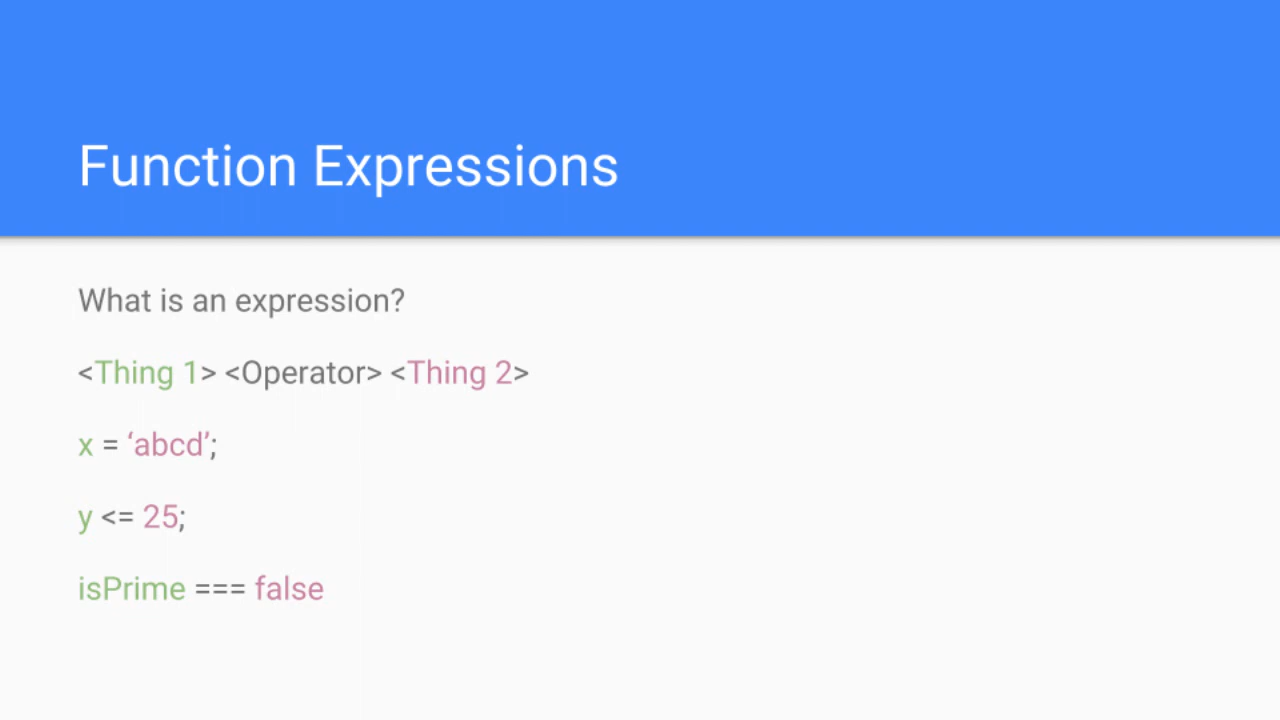 Function Expressions
What is an expression?
<Thing 1> <Operator> <Thing 2>
x = ‘abcd’;
y <= 25;
isPrime === false